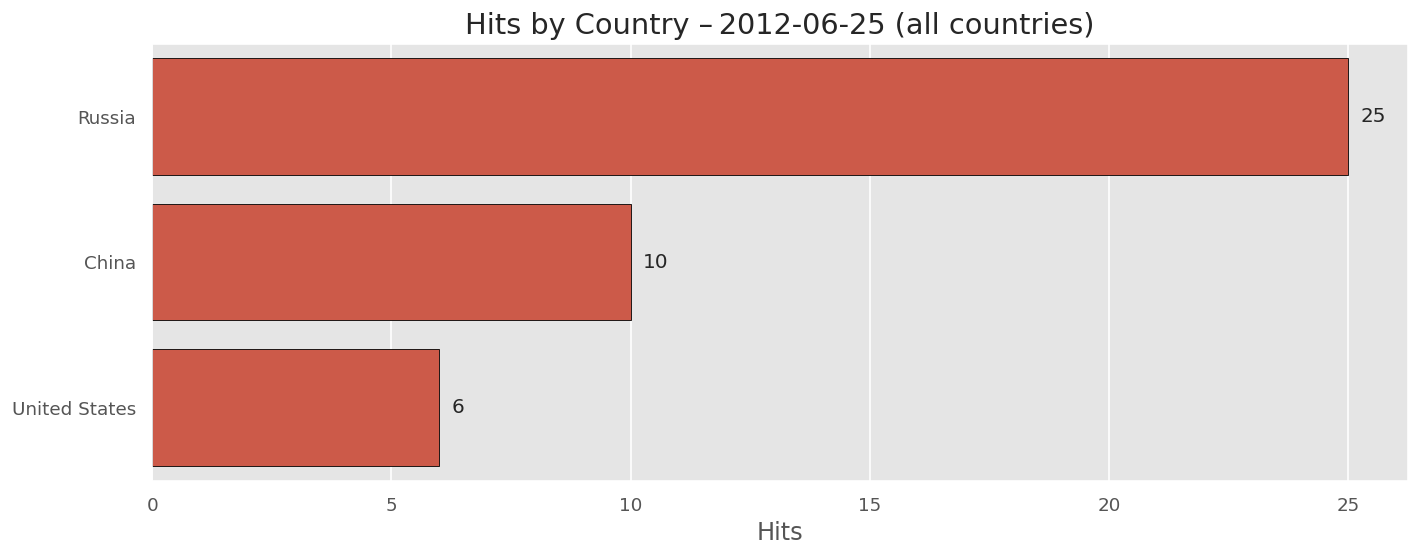 Hits by Country – 2012-06-25 (all countries)
Russia
25
China
10
United States
6
0 5 10 15 20 25
Hits